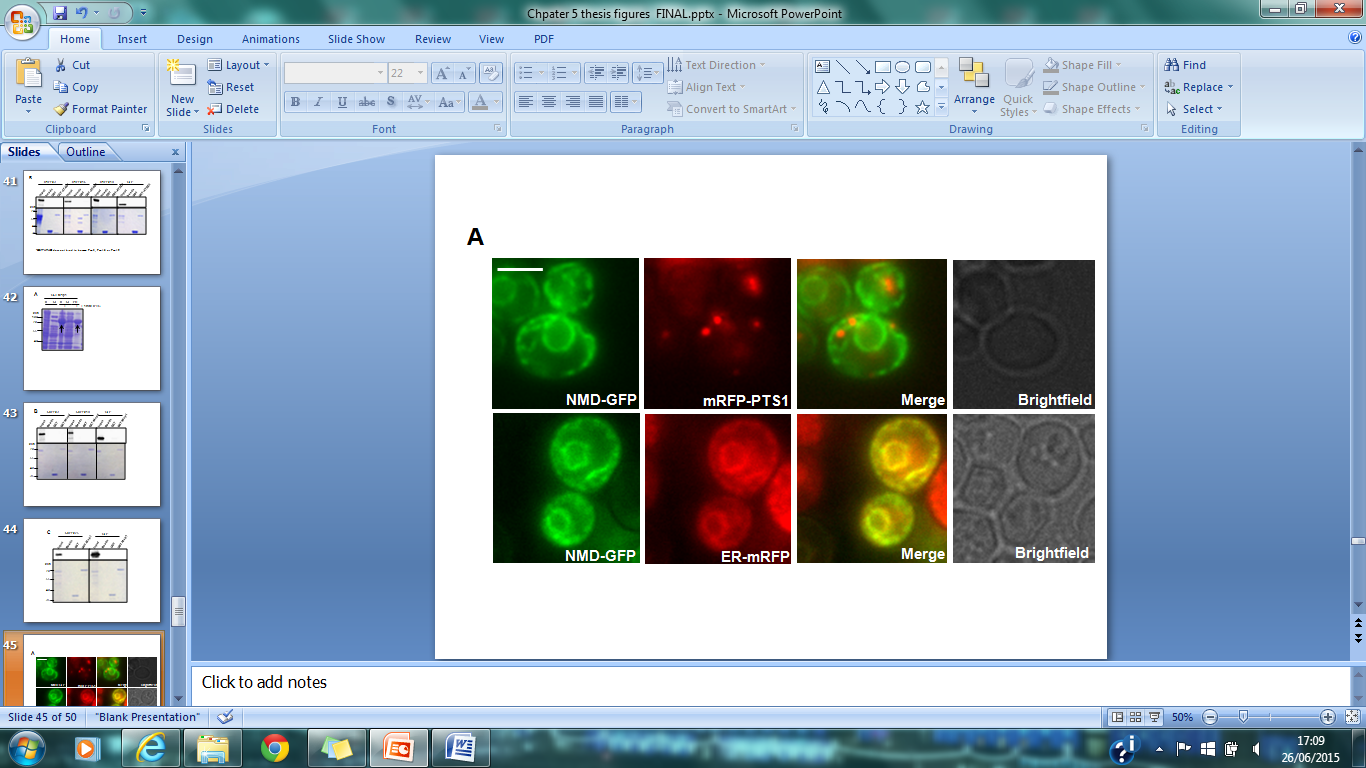 Chpater 5 thesis figures FINAL.pptx - Microsoft PowerPoint
Home Insert Design Animations Slide Show Review View PDF
Paste
Cut
Copy
Format Painter
Clipboard
New Slide
Layout
Reset
Delete
Slides
22
B I U abc S AV Aa A
Font
Text Direction
Align Text
Convert to SmartArt
Paragraph
Arrange
Quick Styles
Shape Fill
Shape Outline
Shape Effects
Drawing
Find
Replace
Select
Editing
Slides Outline x
41
42
43
44
45
A
NMD-GFP mRFP-PTS1 Merge Brightfield
NMD-GFP ER-mRFP Merge Brightfield
Click to add notes
Slide 45 of 50 "Blank Presentation" 50%
17:09
26/06/2015